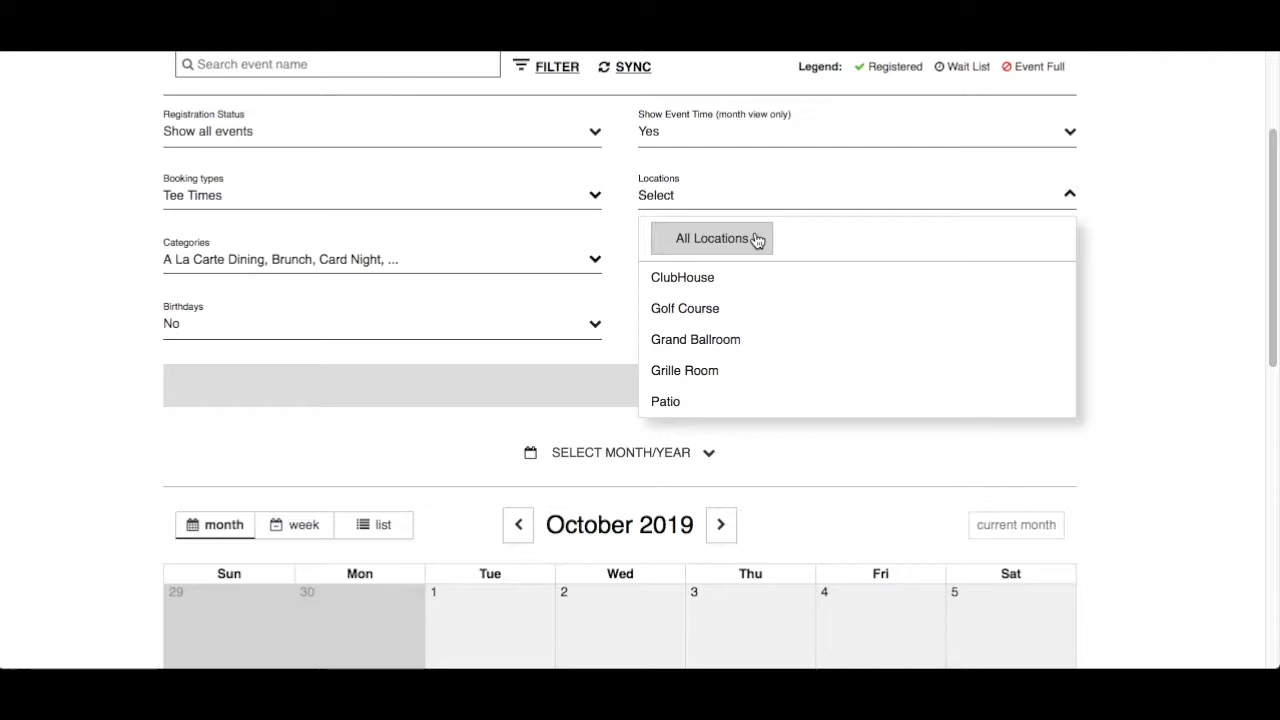 Search event name
FILTER
SYNC
Legend:
Registered
Wait List
Event Full
Registration Status
Show all events
Show Event Time (month view only)
Yes
Booking types
Tee Times
Locations
Select
All Locations
ClubHouse
Golf Course
Grand Ballroom
Grille Room
Patio
Categories
A La Carte Dining, Brunch, Card Night, ...
Birthdays
No
SELECT MONTH/YEAR
month
week
list
October 2019
current month
Sun Mon Tue Wed Thu Fri Sat
29 30 1 2 3 4 5